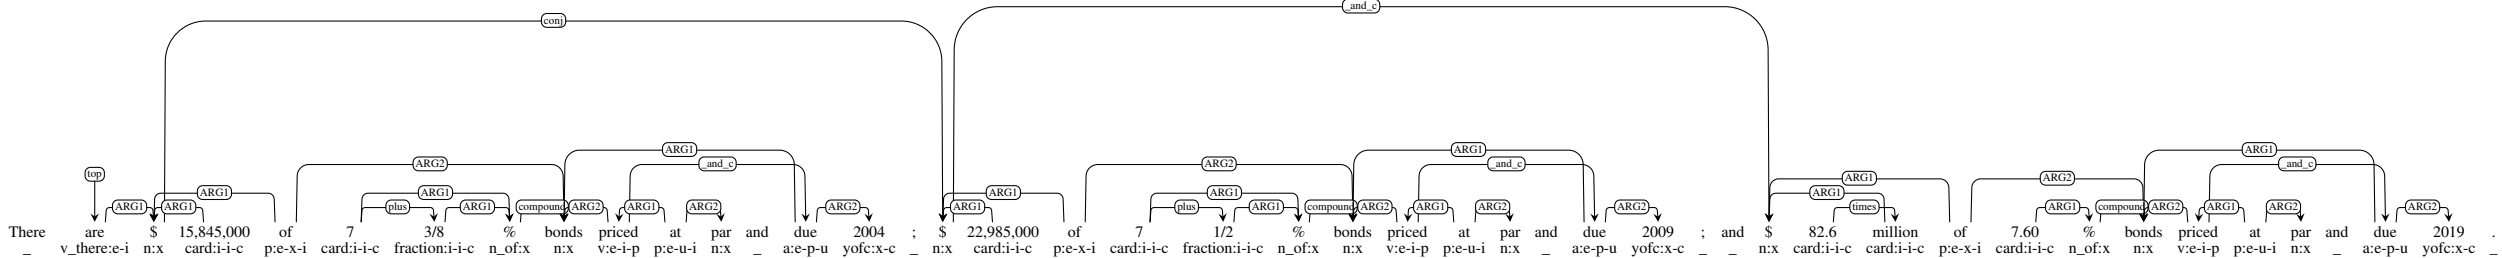 _and_c
conj
ARG1 ARG1 ARG1
ARG2 _and_c ARG2 _and_c ARG2 _and_c
top
ARG1 ARG1 ARG1 ARG1 ARG1 ARG1
plus ARG1 compound ARG2 ARG1 ARG2 ARG2 plus ARG1 compound ARG2 ARG1 ARG2 ARG2 times ARG1 compound ARG2 ARG1 ARG2 ARG2
ARG1 ARG1 ARG1
There are $ 15,845,000 of 7 3/8 % bonds priced at par and due 2004 ; $ 22,985,000 of 7 1/2 % bonds priced at par and due 2009 ; and $ 82.6 million of 7.60 % bonds priced at par and due 2019 .
_ v_there:e-i n:x card:i-i-c p:e-x-i card:i-i-c fraction:i-i-c n_of:x n:x v:e-i-p p:e-u-i n:x _ a:e-p-u yofc:x-c _ n:x card:i-i-c p:e-x-i card:i-i-c fraction:i-i-c n_of:x n:x v:e-i-p p:e-u-i n:x _ a:e-p-u yofc:x-c _ _ n:x card:i-i-c card:i-i-c p:e-x-i card:i-i-c n_of:x n:x v:e-i-p p:e-u-i n:x _ a:e-p-u yofc:x-c _